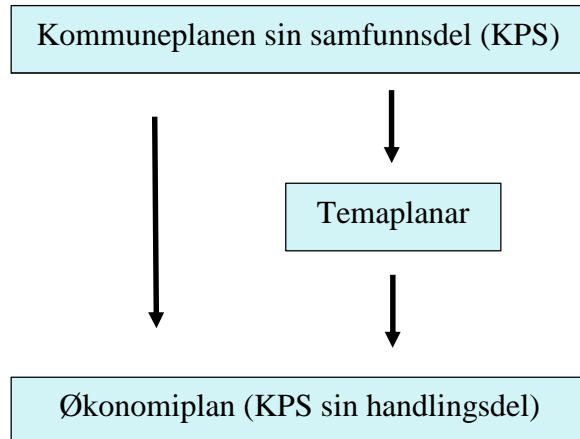 Kommuneplanen sin samfunnsdel (KPS)
Temaplanar
Økonomiplan (KPS sin handlingsdel)